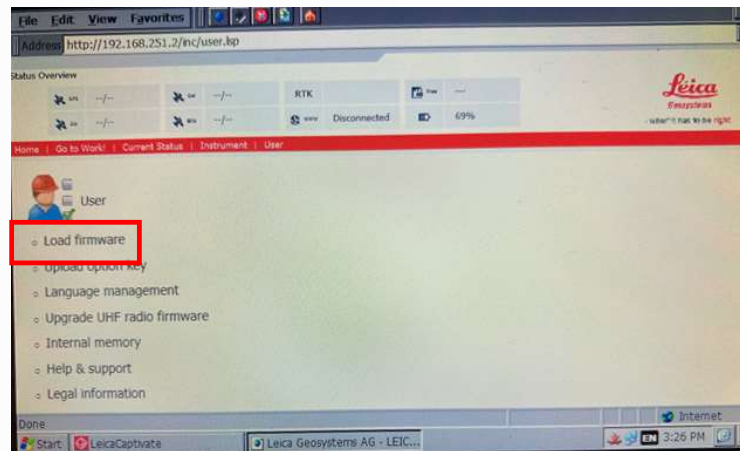 File Edit View Favorites
Address http://192.168.251.2/inc/user.lsp
Status Overview
--/-- --/-- RTK ---
--/-- --/-- Disconnected 69%
Leica
Geosystems
- when it has to be right
Home | Go to Work! | Current Status | Instrument | User
User
Load firmware
Upload option key
Language management
Upgrade UHF radio firmware
Internal memory
Help & support
Legal information
Done
Internet
Start LeicaCaptivate Leica Geosystems AG - LEIC... EN 3:26 PM